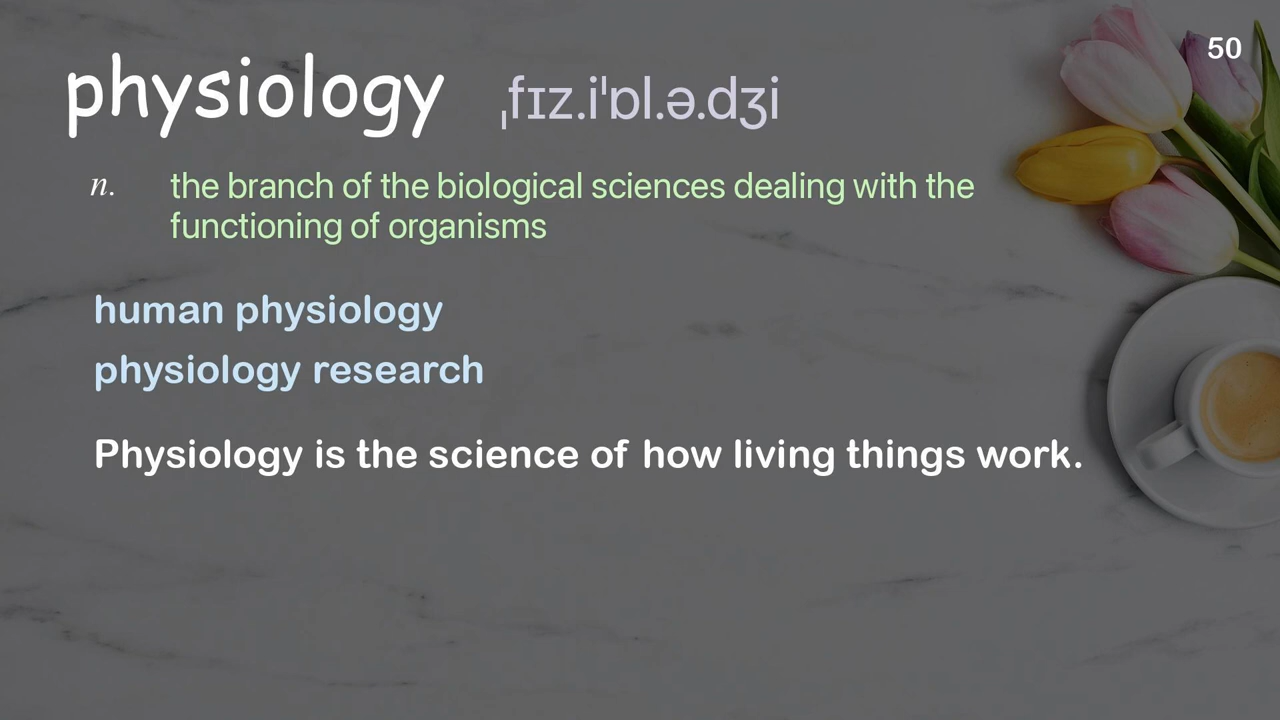 50
physiology ˌfɪz.iˈɒl.ə.dʒi
n. the branch of the biological sciences dealing with the
functioning of organisms
human physiology
physiology research
Physiology is the science of how living things work.